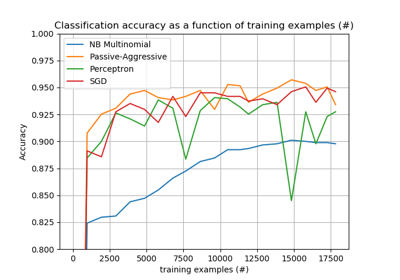 Classification accuracy as a function of training examples (#)
1.000
0.975
0.950
0.925
0.900
0.875
0.850
0.825
0.800
Accuracy
NB Multinomial
Passive-Aggressive
Perceptron
SGD
0 2500 5000 7500 10000 12500 15000 17500
training examples (#)